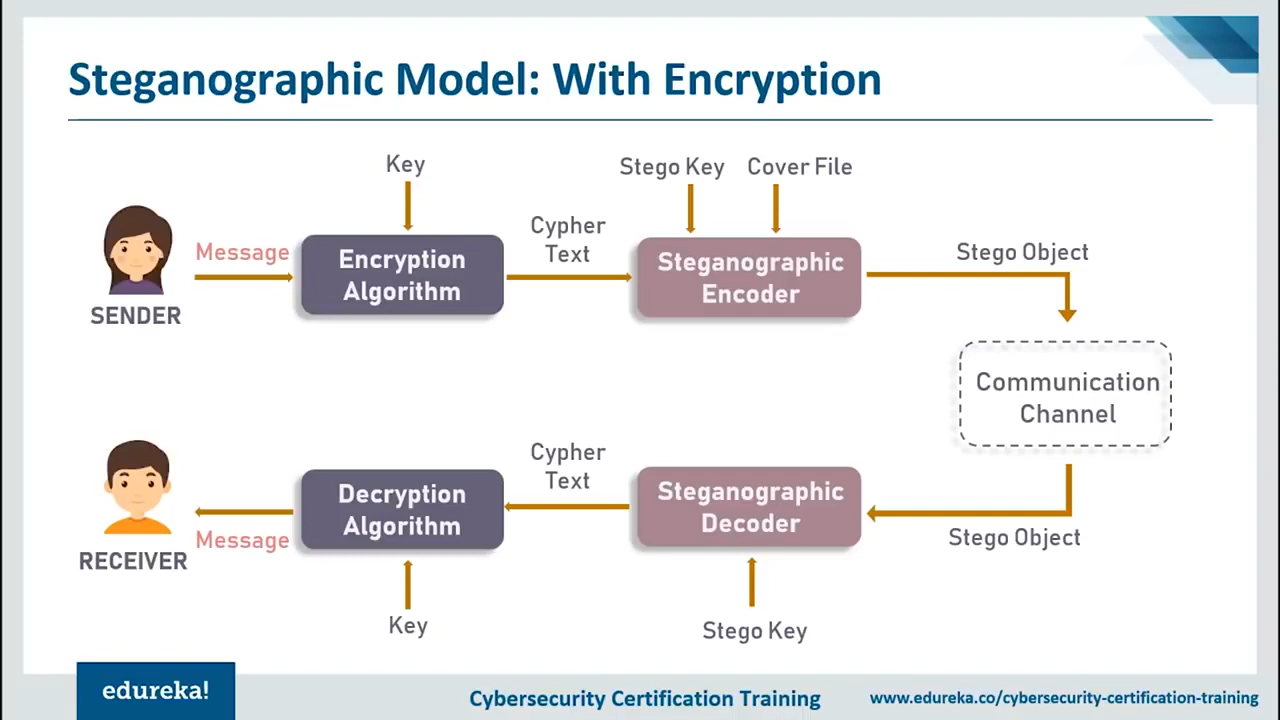 Steganographic Model: With Encryption
Key
Stego Key
Cover File
Message
Encryption
Algorithm
Cypher
Text
Steganographic
Encoder
Stego Object
SENDER
Communication
Channel
Cypher
Text
Decryption
Algorithm
Steganographic
Decoder
Message
Stego Object
RECEIVER
Key
Stego Key
edureka!
Cybersecurity Certification Training
www.edureka.co/cybersecurity-certification-training